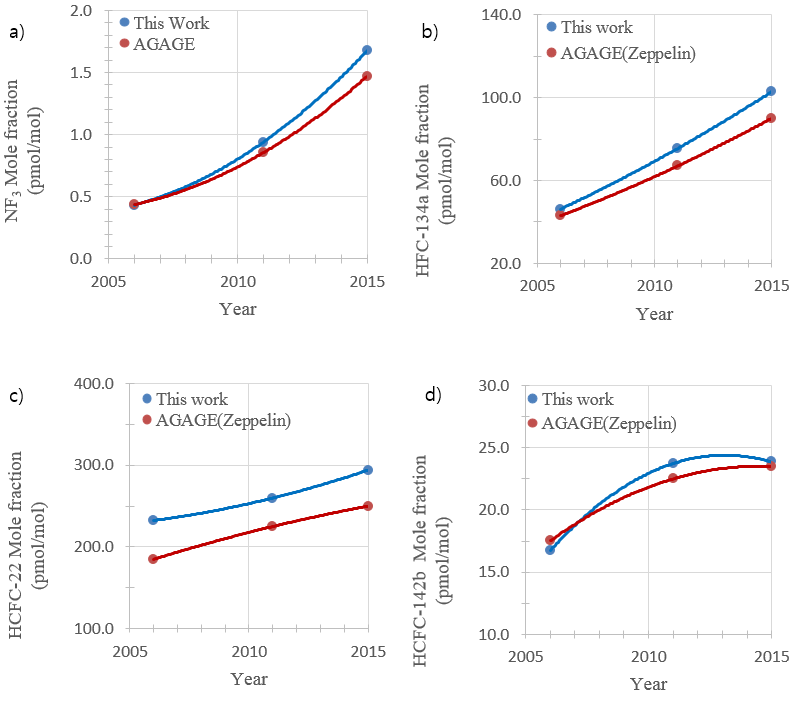 a)
This Work
AGAGE
2.0
1.5
1.0
0.5
0.0
2005
2010
2015
Year
NF3 Mole fraction
(pmol/mol)
b)
This work
AGAGE(Zeppelin)
140.0
100.0
60.0
20.0
2005
2010
2015
Year
HFC-134a Mole fraction
(pmol/mol)
c)
This work
AGAGE(Zeppelin)
400.0
300.0
200.0
100.0
2005
2010
2015
Year
HCFC-22 Mole fraction
(pmol/mol)
d)
This work
AGAGE(Zeppelin)
30.0
25.0
20.0
15.0
10.0
2005
2010
2015
Year
HCFC-142b Mole fraction
(pmol/mol)